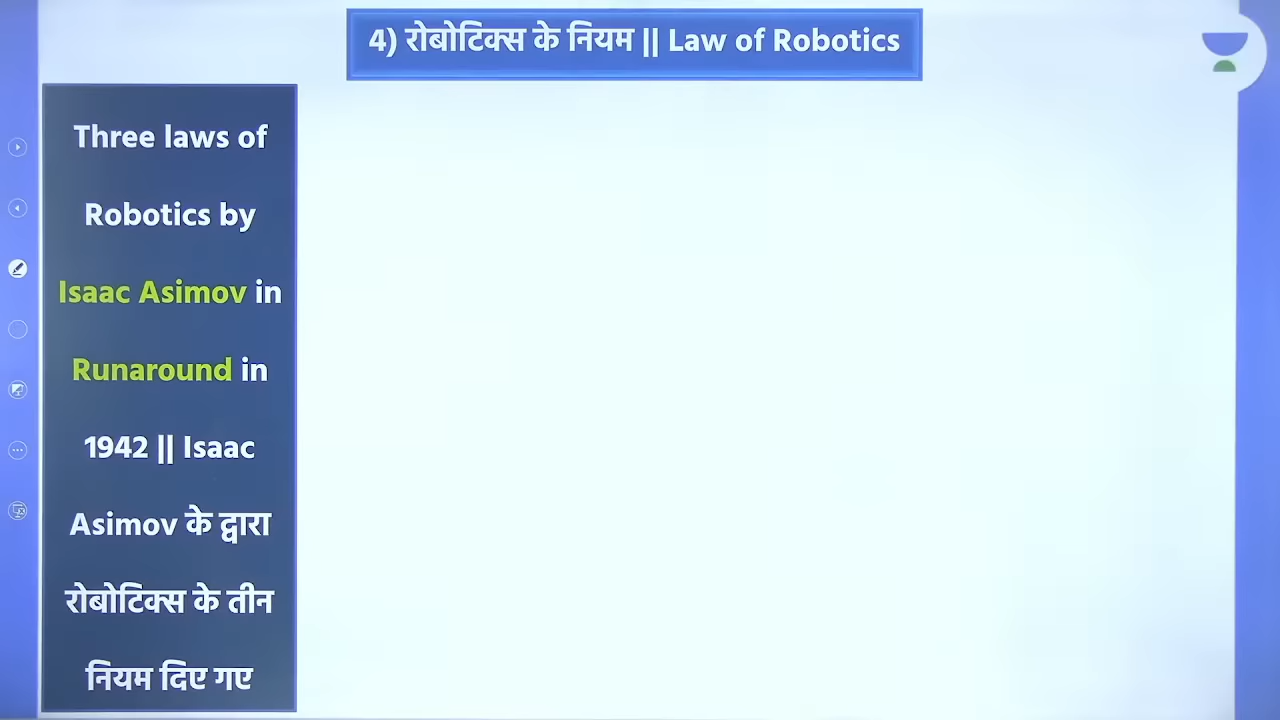 4) रोबोटिक्स के नियम || Law of Robotics
Three laws of
Robotics by
Isaac Asimov in
Runaround in
1942 || Isaac
Asimov के द्वारा
रोबोटिक्स के तीन
नियम दिए गए